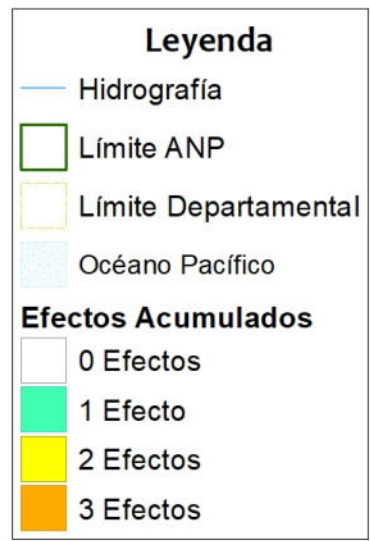 Leyenda
Hidrografía
Límite ANP
Límite Departamental
Océano Pacífico
Efectos Acumulados
0 Efectos
1 Efecto
2 Efectos
3 Efectos